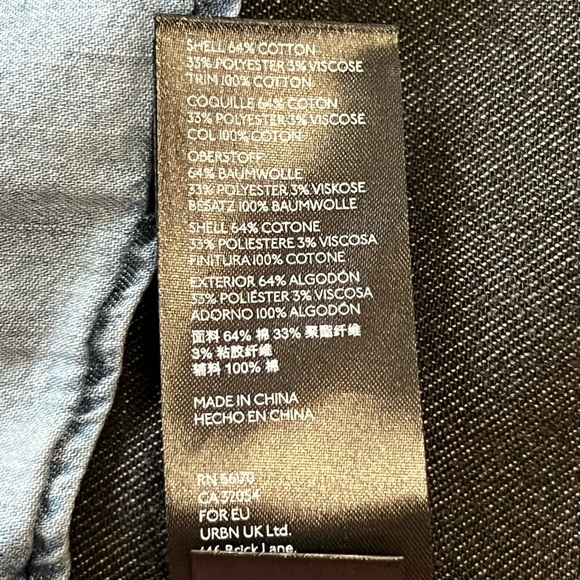 SHELL 64% COTTON
33% POLYESTER 3% VISCOSE
TRIM 100% COTTON
COQUILLE 64% COTON
33% POLYESTER 3% VISCOSE
COL 100% COTON
OBERSTOFF
64% BAUMWOLLE
33% POLYESTER 3% VISKOSE
BESATZ 100% BAUMWOLLE
SHELL 64% COTONE
33% POLIESTERE 3% VISCOSA
FINITURA 100% COTONE
EXTERIOR 64% ALGODÓN
33% POLIÉSTER 3% VISCOSA
ADORNO 100% ALGODÓN
面料 64% 棉 33% 聚酯纤维
3% 粘胶纤维
辅料 100% 棉
MADE IN CHINA
HECHO EN CHINA
RN 66170
CA 32054
FOR EU
URBN UK Ltd.
Brick Lane,